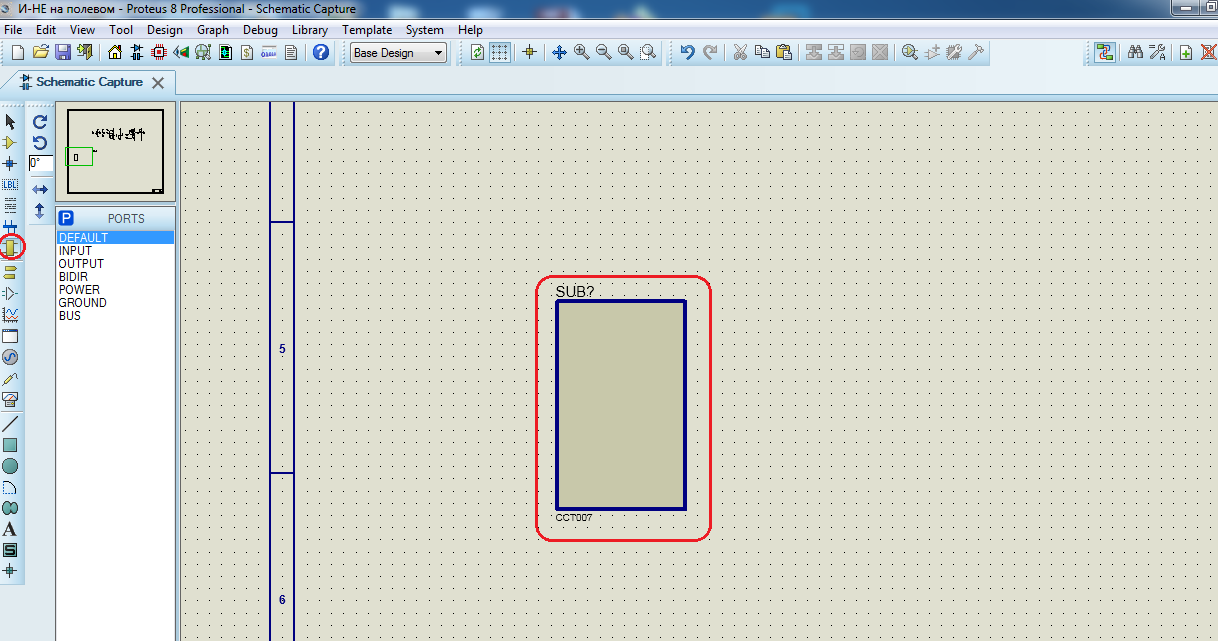 И-НЕ на полевом - Proteus 8 Professional - Schematic Capture
File Edit View Tool Design Graph Debug Library Template System Help
Base Design
Schematic Capture
LBL
0°
P PORTS
DEFAULT
INPUT
OUTPUT
BIDIR
POWER
GROUND
BUS
A
S
SUB?
CCT007
5
6